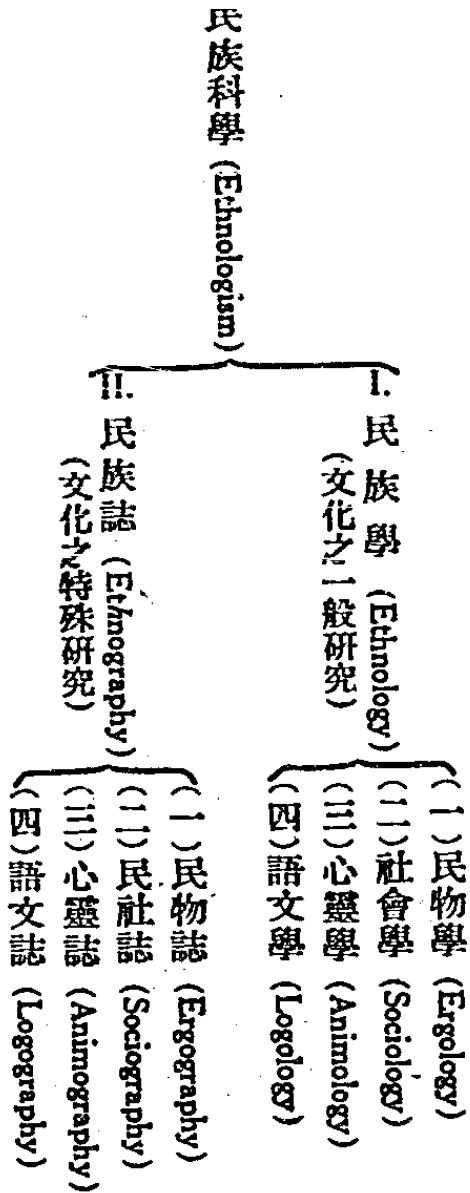 民族科學 (Ethnologism)
I. 民族學 (Ethnology)
(文化之一般研究)
(一)民物學 (Ergology)
(二)社會學 (Sociology)
(三)心靈學 (Animology)
(四)語文學 (Logology)
II. 民族誌 (Ethnography)
(文化之特殊研究)
(一)民物誌 (Ergography)
(二)民社誌 (Sociography)
(三)心靈誌 (Animography)
(四)語文誌 (Logography)